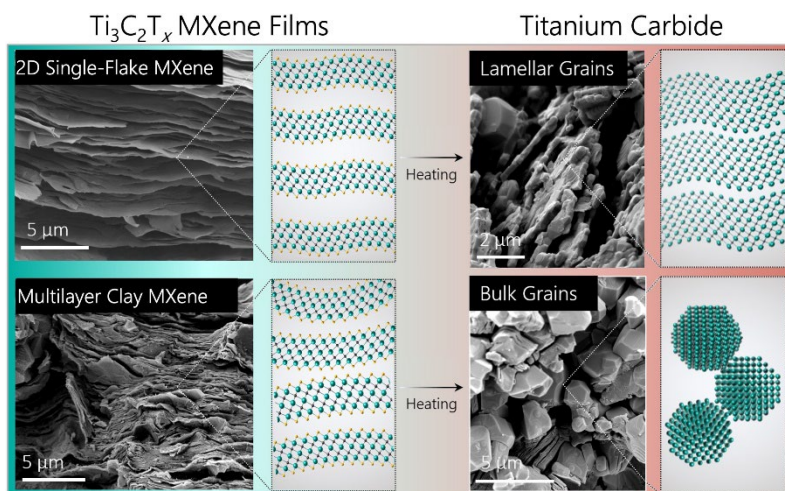 Ti₃C₂Tₓ MXene Films
Titanium Carbide
2D Single-Flake MXene
5 µm
Heating
Lamellar Grains
2 µm
Multilayer Clay MXene
5 µm
Heating
Bulk Grains
5 µm